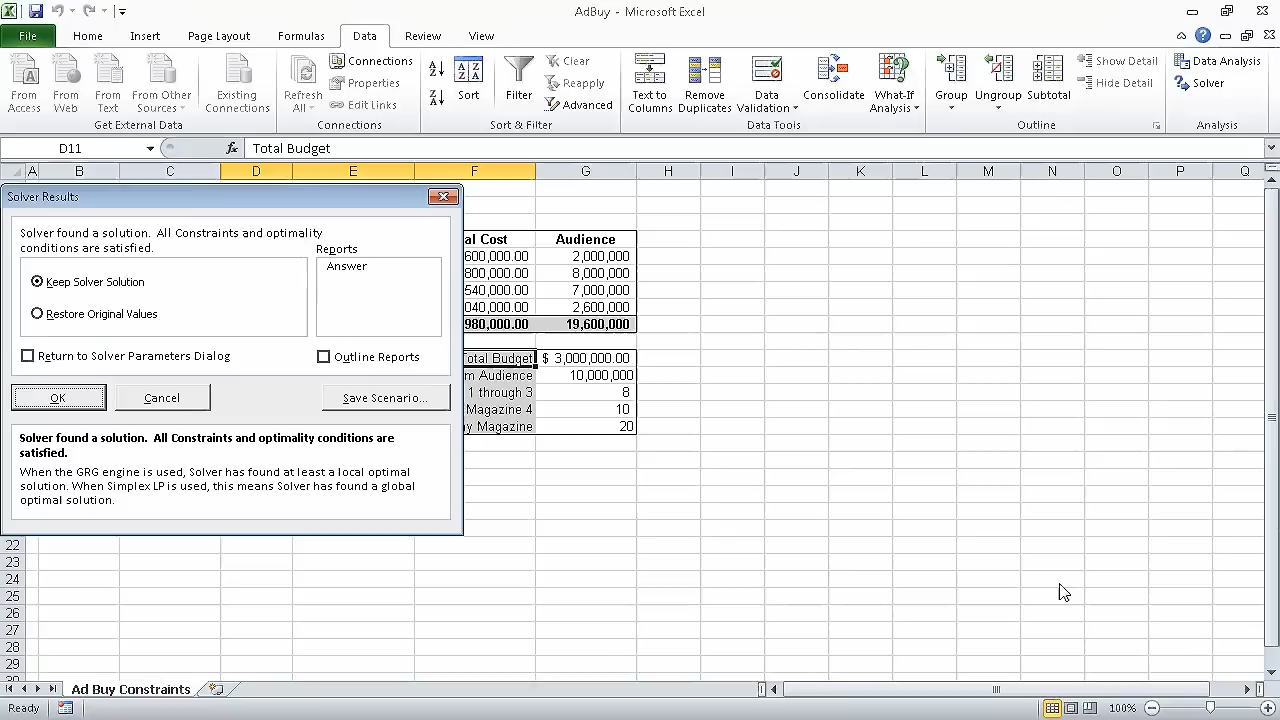 AdBuy - Microsoft Excel
File Home Insert Page Layout Formulas Data Review View
From Access
From Web
From Text
From Other Sources
Existing Connections
Get External Data
Refresh All
Connections
Properties
Edit Links
Connections
Sort
Filter
Clear
Reapply
Advanced
Sort & Filter
Text to Columns
Remove Duplicates
Data Validation
Consolidate
What-If Analysis
Data Tools
Group
Ungroup
Subtotal
Show Detail
Hide Detail
Outline
Data Analysis
Solver
Analysis
D11 fx Total Budget
A B C D E F G H I J K L M N O P Q
Solver Results
Solver found a solution. All Constraints and optimality
conditions are satisfied.
Reports
Answer
Keep Solver Solution
Restore Original Values
Return to Solver Parameters Dialog
Outline Reports
OK
Cancel
Save Scenario...
Solver found a solution. All Constraints and optimality conditions are
satisfied.
When the GRG engine is used, Solver has found at least a local optimal
solution. When Simplex LP is used, this means Solver has found a global
optimal solution.
al Cost Audience
600,000.00 2,000,000
800,000.00 8,000,000
540,000.00 7,000,000
040,000.00 2,600,000
980,000.00 19,600,000
Total Budget $ 3,000,000.00
m Audience 10,000,000
1 through 3 8
Magazine 4 10
y Magazine 20
22
23
24
25
26
27
28
29
Ad Buy Constraints
Ready
100%